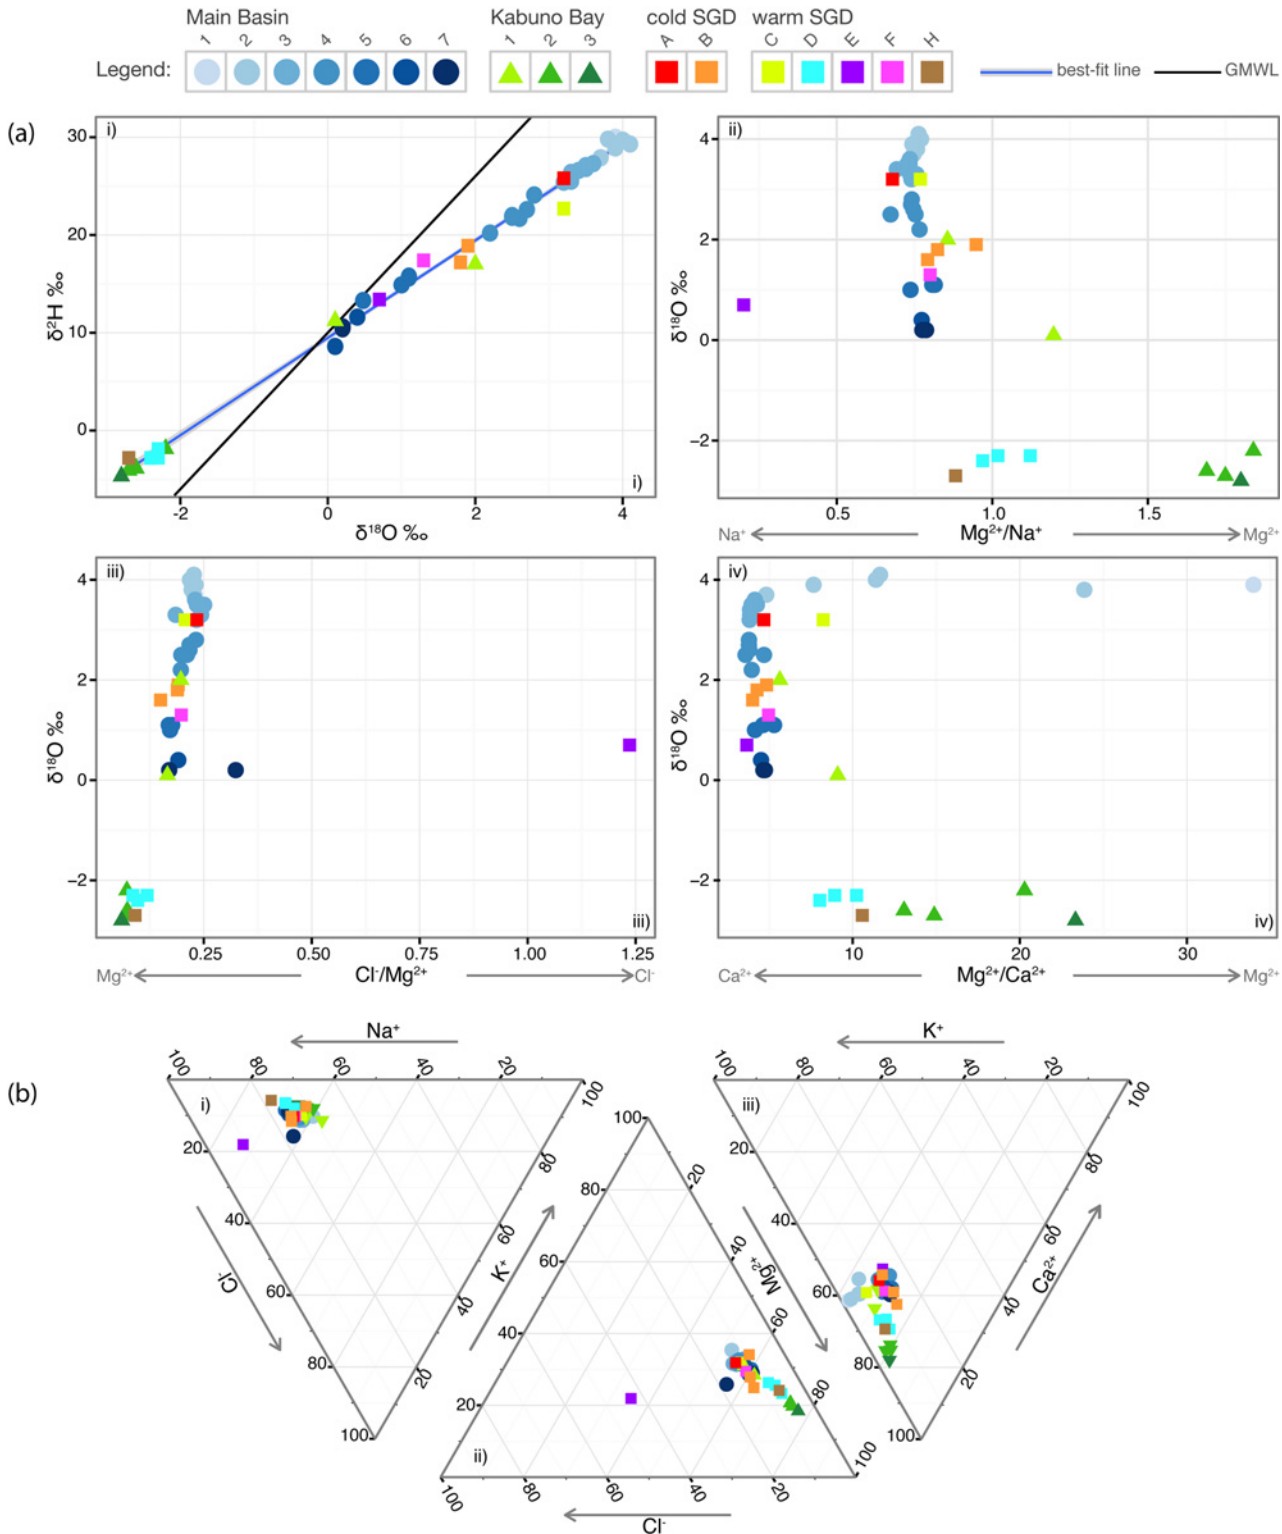 Main Basin Kabuno Bay cold SGD warm SGD
1 2 3 4 5 6 7 1 2 3 A B C D E F H
Legend: best-fit line GMWL
(a)
i)
30
20
10
0
δ²H ‰
-2 0 2 4
δ¹⁸O ‰
i)
ii)
4
2
0
−2
δ¹⁸O ‰
0.5 1.0 1.5
Na⁺ Mg²⁺/Na⁺ Mg²⁺
iii)
4
2
0
−2
δ¹⁸O ‰
iii)
0.25 0.50 0.75 1.00 1.25
Mg²⁺ Cl⁻/Mg²⁺ Cl⁻
iv)
4
2
0
−2
δ¹⁸O ‰
iv)
10 20 30
Ca²⁺ Mg²⁺/Ca²⁺ Mg²⁺
(b)
Na⁺
100 80 60 40 20 100
i)
20 80
40 60
60 40
80 20
100
Cl⁻
K⁺
100
80 20
60 40
40 60
20 80
ii)
100 80 60 40 20 100
Mg²⁺
Cl⁻
K⁺
100 80 60 40 20 100
iii)
20 80
40 60
60 40
80 20
100
Ca²⁺